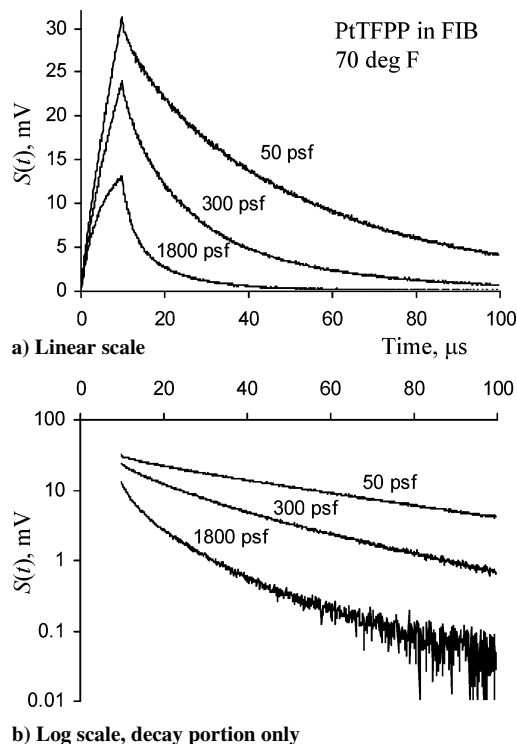 PtTFPP in FIB
70 deg F
35
30
25
20
15
10
5
0
S(t), mV
50 psf
300 psf
1800 psf
0 20 40 60 80 100
a) Linear scale
Time, μs
0 20 40 60 80 100
100
10
1
0.1
0.01
S(t), mV
50 psf
300 psf
1800 psf
b) Log scale, decay portion only